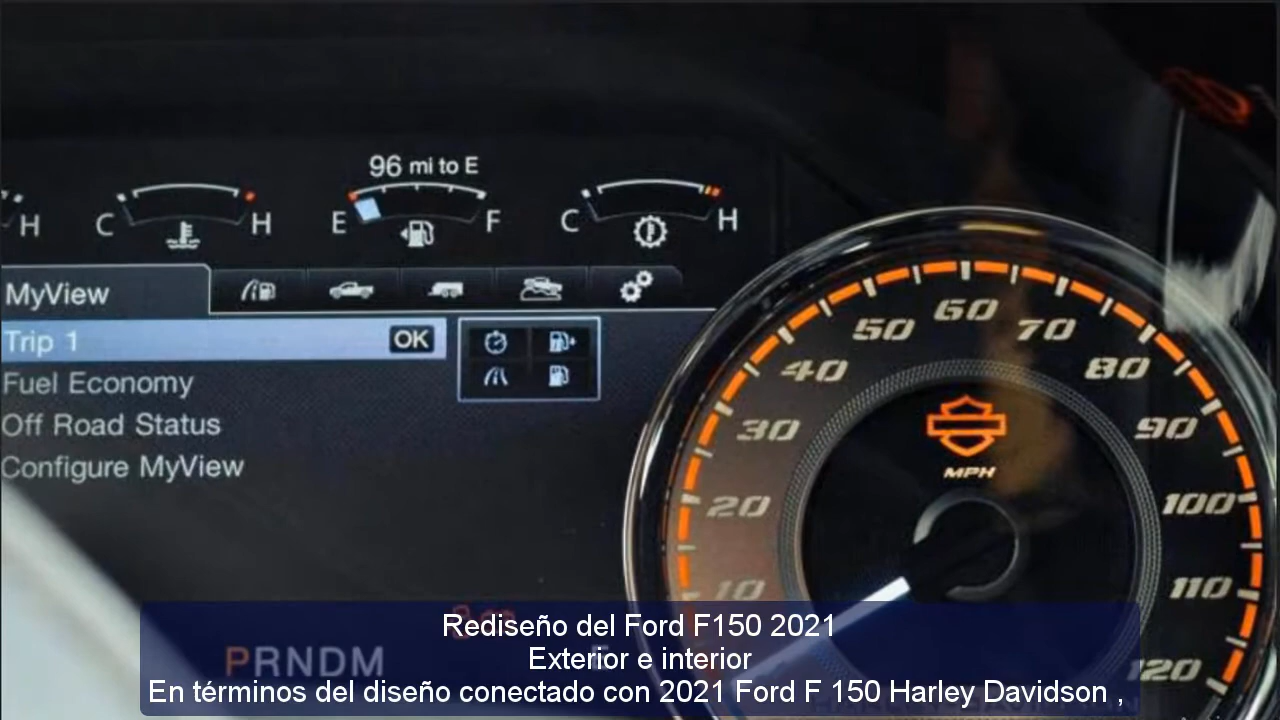 96 mi to E
H
C
H
E
F
C
H
MyView
Trip 1
OK
Fuel Economy
Off Road Status
Configure MyView
PRNDM
10
20
30
40
50
60
70
80
90
100
110
120
MPH
Rediseño del Ford F150 2021
Exterior e interior
En términos del diseño conectado con 2021 Ford F 150 Harley Davidson ,